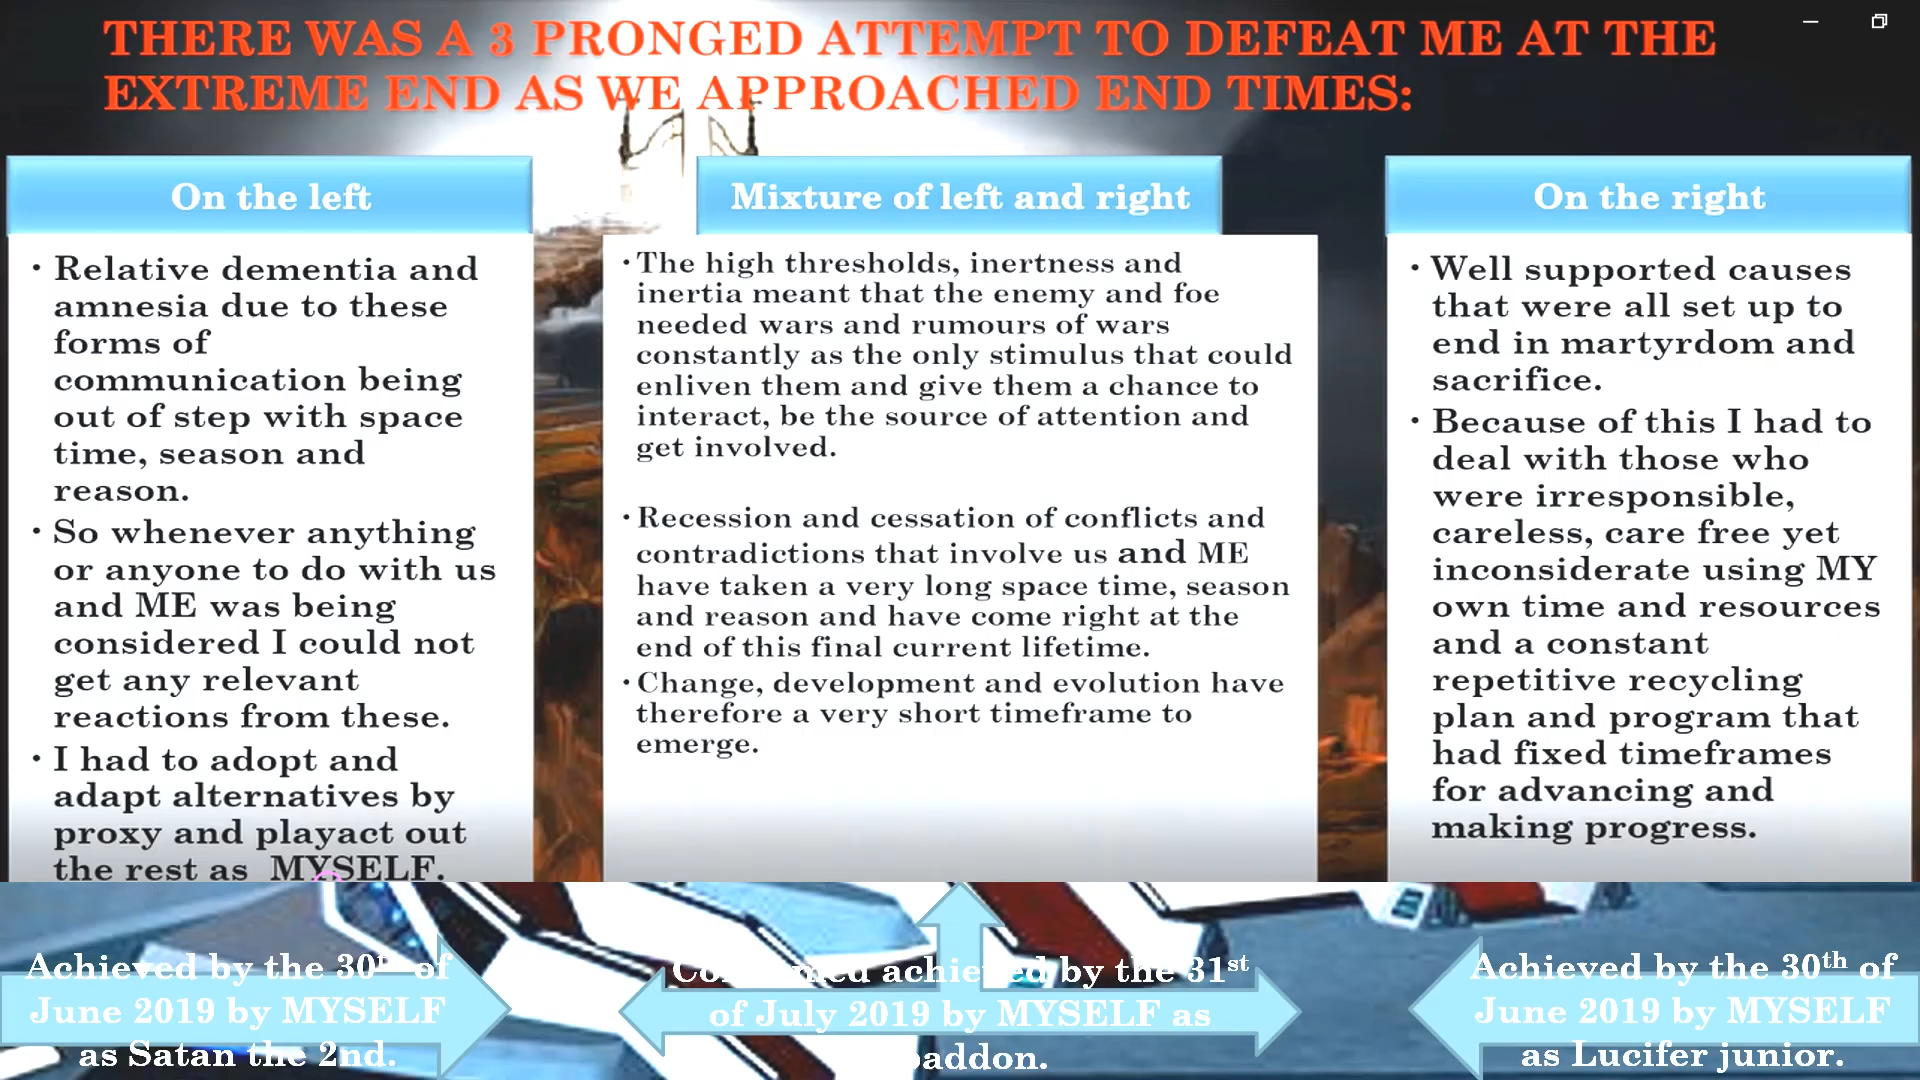 THERE WAS A 3 PRONGED ATTEMPT TO DEFEAT ME AT THE
EXTREME END AS WE APPROACHED END TIMES:
On the left
• Relative dementia and
amnesia due to these
forms of
communication being
out of step with space
time, season and
reason.
• So whenever anything
or anyone to do with us
and ME was being
considered I could not
get any relevant
reactions from these.
• I had to adopt and
adapt alternatives by
proxy and playact out
the rest as MYSELF.
Mixture of left and right
• The high thresholds, inertness and
inertia meant that the enemy and foe
needed wars and rumours of wars
constantly as the only stimulus that could
enliven them and give them a chance to
interact, be the source of attention and
get involved.
• Recession and cessation of conflicts and
contradictions that involve us and ME
have taken a very long space time, season
and reason and have come right at the
end of this final current lifetime.
• Change, development and evolution have
therefore a very short timeframe to
emerge.
On the right
• Well supported causes
that were all set up to
end in martyrdom and
sacrifice.
• Because of this I had to
deal with those who
were irresponsible,
careless, care free yet
inconsiderate using MY
own time and resources
and a constant
repetitive recycling
plan and program that
had fixed timeframes
for advancing and
making progress.
Achieved by the 30th of
June 2019 by MYSELF
as Satan the 2nd.
achieved by the 31st
of July 2019 by MYSELF as
Achieved by the 30th of
June 2019 by MYSELF
as Lucifer junior.